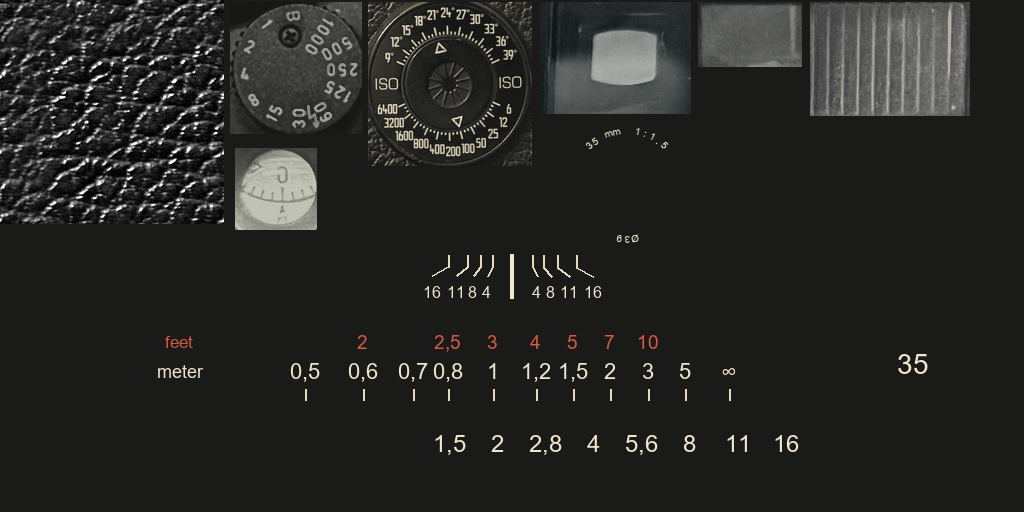 B 1000 500 250 125 60 30 15 8 4 2 1
9° 12° 15° 18° 21° 24° 27° 30° 33° 36° 39°
ISO ISO
6400 3200 1600 800 400 200 100 50 25 12 6
35 mm 1:1.5
Ø39
16 11 8 4 4 8 11 16
feet 2 2,5 3 4 5 7 10
meter 0,5 0,6 0,7 0,8 1 1,2 1,5 2 3 5 ∞
35
1,5 2 2,8 4 5,6 8 11 16